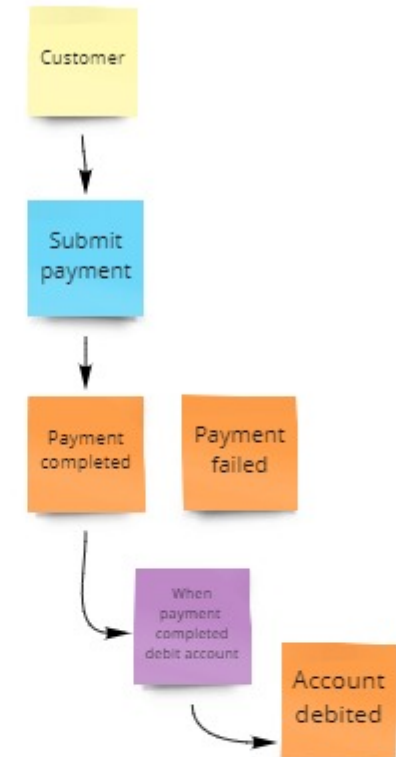 Customer
Submit
payment
Payment
completed
Payment
failed
When
payment
completed
debit account
Account
debited